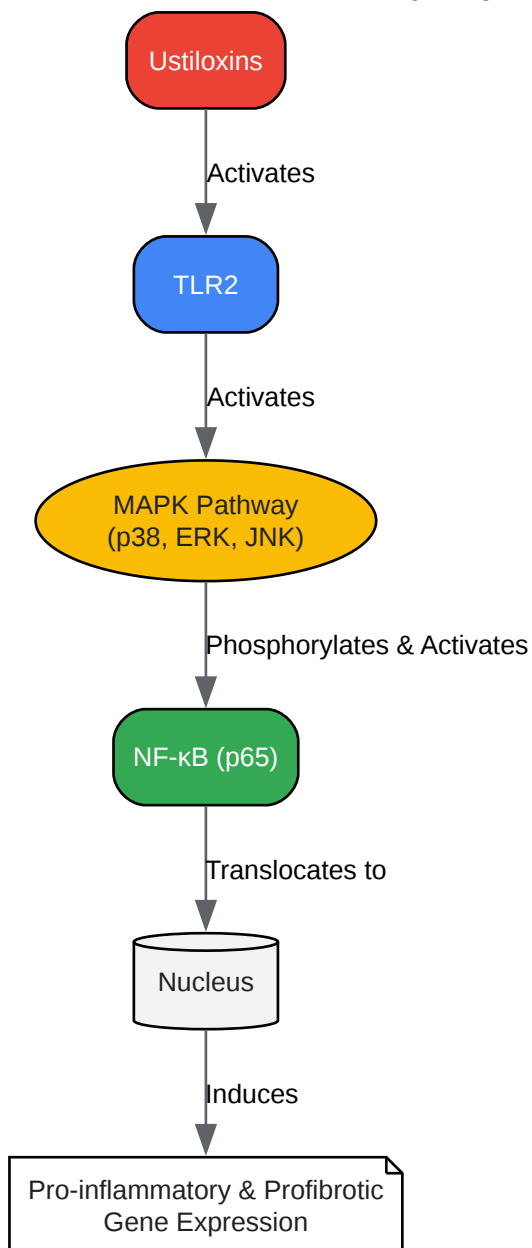 Ustiloxins
Activates
TLR2
Activates
MAPK Pathway
(p38, ERK, JNK)
Phosphorylates & Activates
NF-κB (p65)
Translocates to
Nucleus
Induces
Pro-inflammatory & Profibrotic
Gene Expression